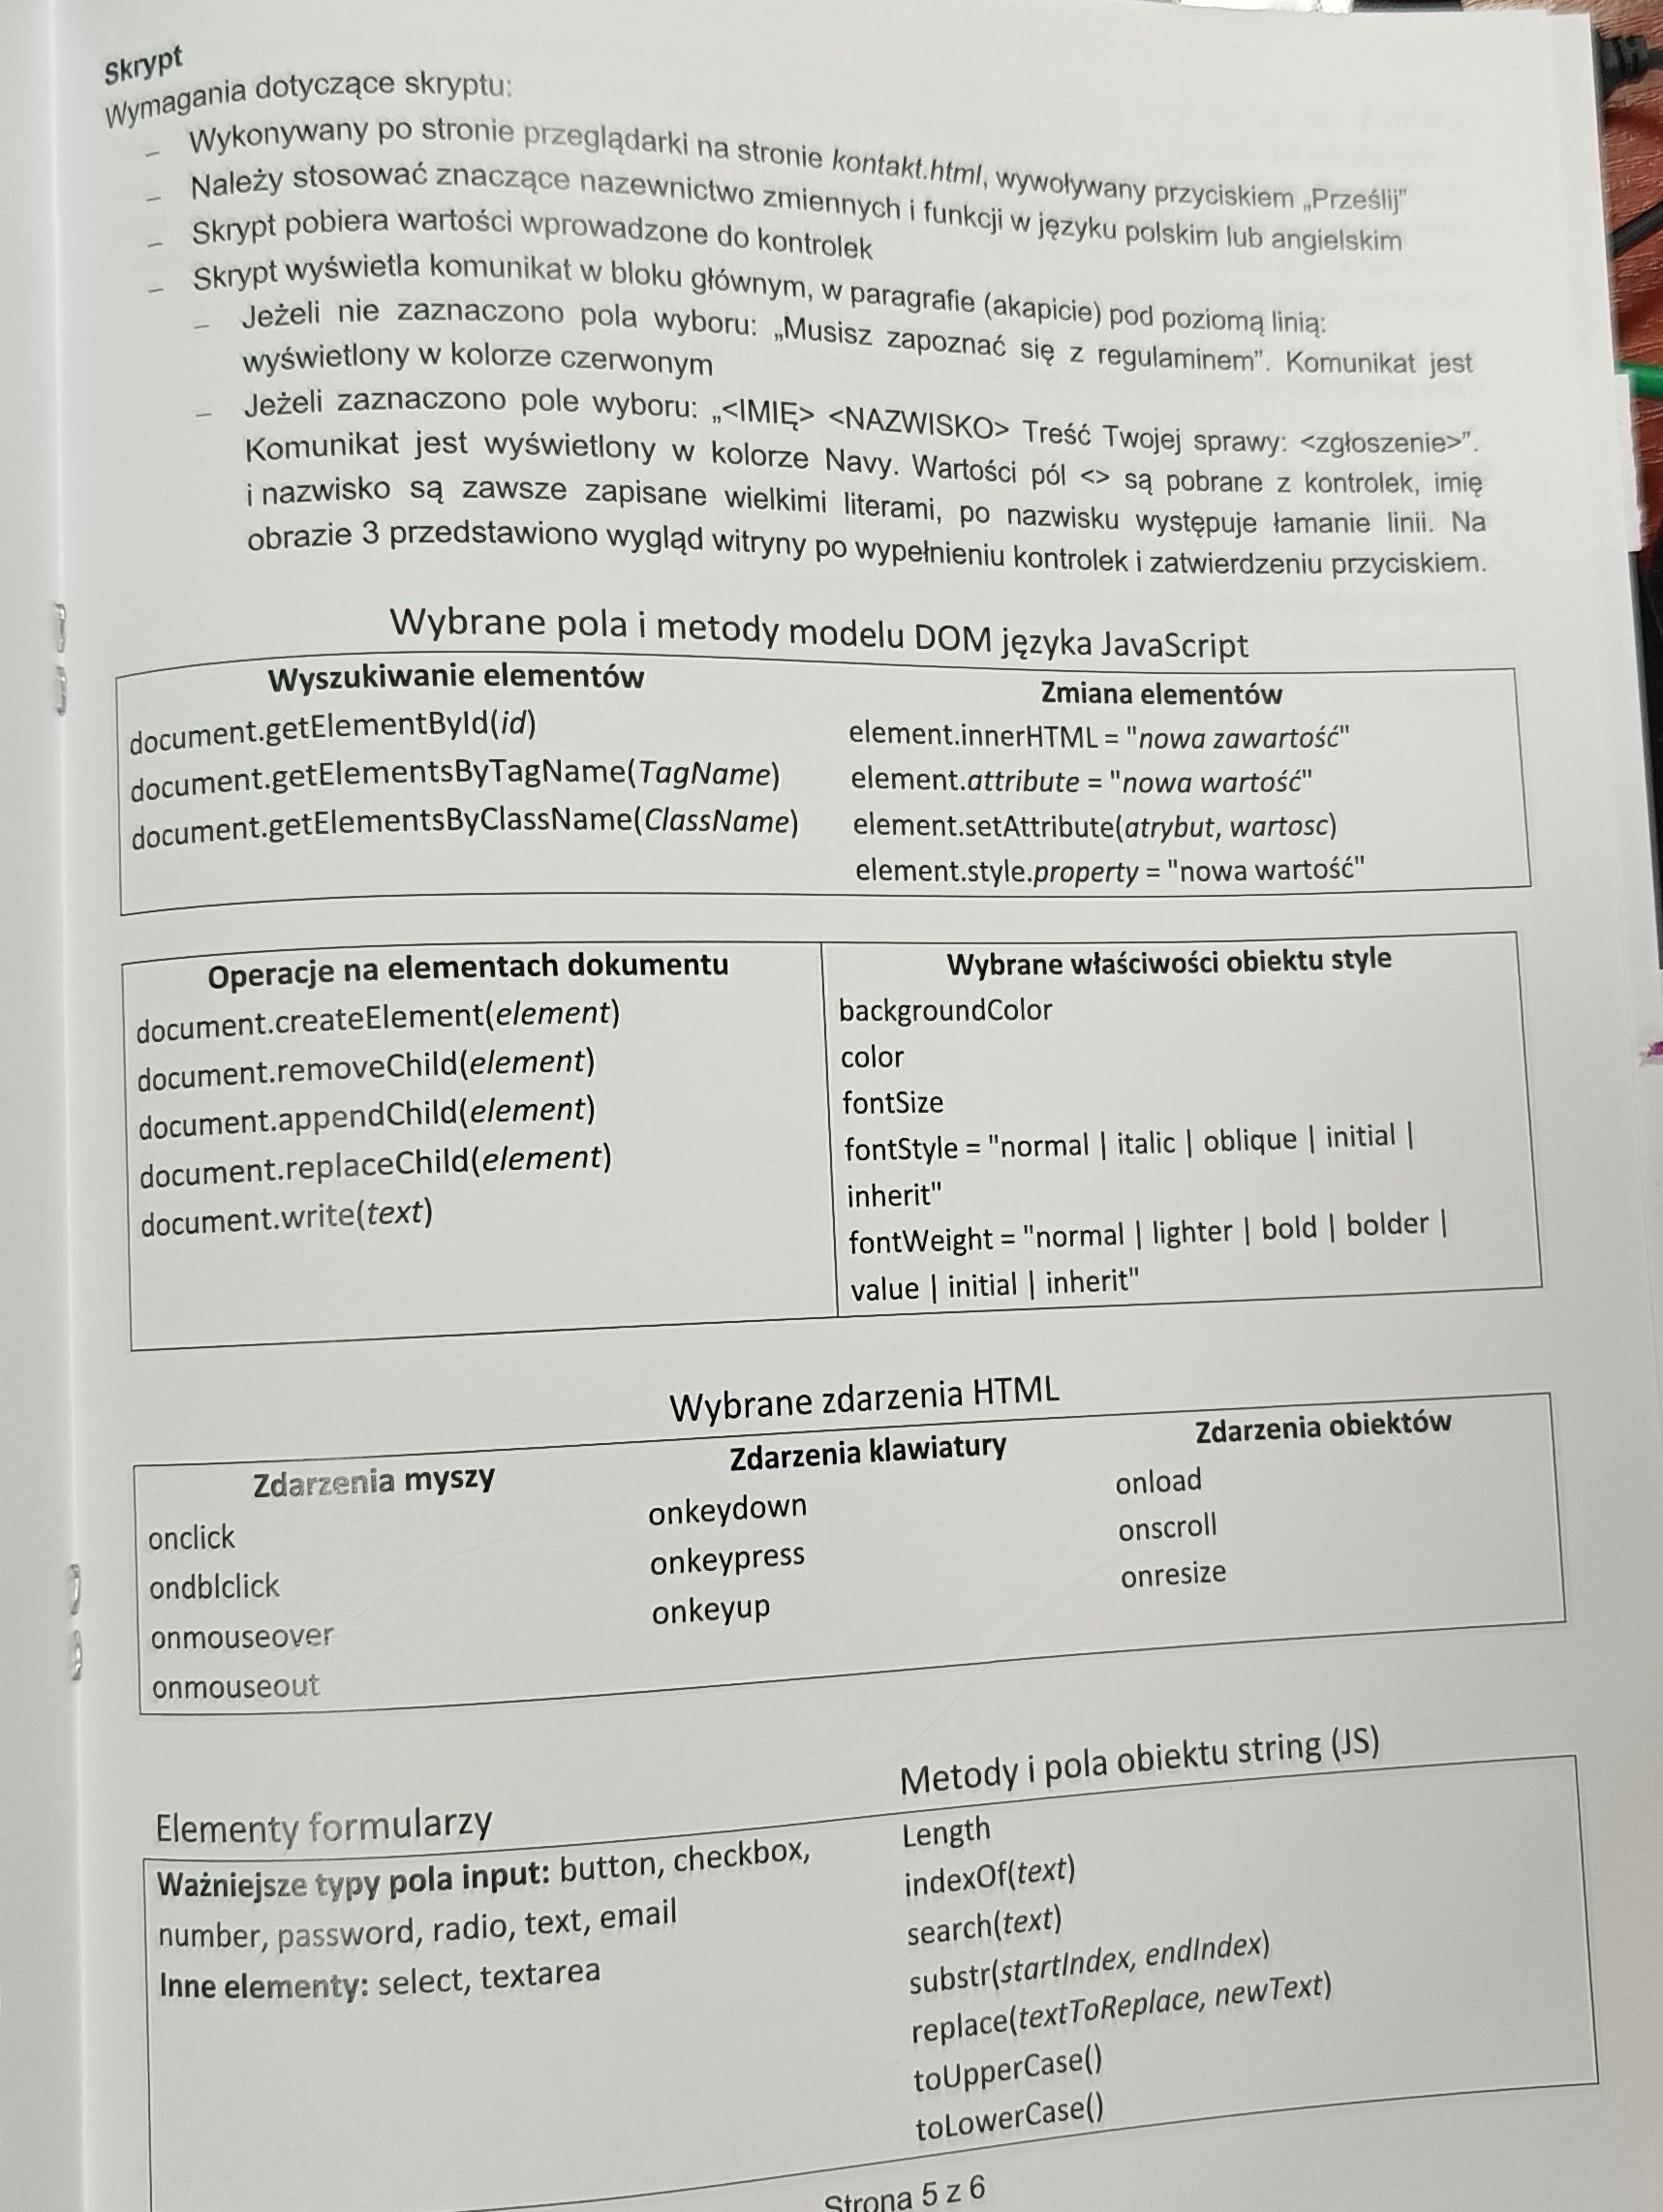 Skrypt
Wymagania dotyczące skryptu:
– Wykonywany po stronie przeglądarki na stronie kontakt.html, wywoływany przyciskiem „Prześlij”
– Należy stosować znaczące nazewnictwo zmiennych i funkcji w języku polskim lub angielskim
– Skrypt pobiera wartości wprowadzone do kontrolek
– Skrypt wyświetla komunikat w bloku głównym, w paragrafie (akapicie) pod poziomą linią:
– Jeżeli nie zaznaczono pola wyboru: „Musisz zapoznać się z regulaminem”. Komunikat jest
wyświetlony w kolorze czerwonym
– Jeżeli zaznaczono pole wyboru: „<IMIĘ> <NAZWISKO> Treść Twojej sprawy: <zgłoszenie>”.
Komunikat jest wyświetlony w kolorze Navy. Wartości pól <> są pobrane z kontrolek, imię
i nazwisko są zawsze zapisane wielkimi literami, po nazwisku występuje łamanie linii. Na
obrazie 3 przedstawiono wygląd witryny po wypełnieniu kontrolek i zatwierdzeniu przyciskiem.
Wybrane pola i metody modelu DOM języka JavaScript
Wyszukiwanie elementów
document.getElementById(id)
document.getElementsByTagName(TagName)
document.getElementsByClassName(ClassName)
Zmiana elementów
element.innerHTML = "nowa zawartość"
element.attribute = "nowa wartość"
element.setAttribute(atrybut, wartosc)
element.style.property = "nowa wartość"
Operacje na elementach dokumentu
document.createElement(element)
document.removeChild(element)
document.appendChild(element)
document.replaceChild(element)
document.write(text)
Wybrane właściwości obiektu style
backgroundColor
color
fontSize
fontStyle = "normal | italic | oblique | initial |
inherit"
fontWeight = "normal | lighter | bold | bolder |
value | initial | inherit"
Wybrane zdarzenia HTML
Zdarzenia myszy
onclick
ondblclick
onmouseover
onmouseout
Zdarzenia klawiatury
onkeydown
onkeypress
onkeyup
Zdarzenia obiektów
onload
onscroll
onresize
Elementy formularzy
Ważniejsze typy pola input: button, checkbox,
number, password, radio, text, email
Inne elementy: select, textarea
Metody i pola obiektu string (JS)
Length
indexOf(text)
search(text)
substr(startIndex, endIndex)
replace(textToReplace, newText)
toUpperCase()
toLowerCase()
Strona 5 z 6